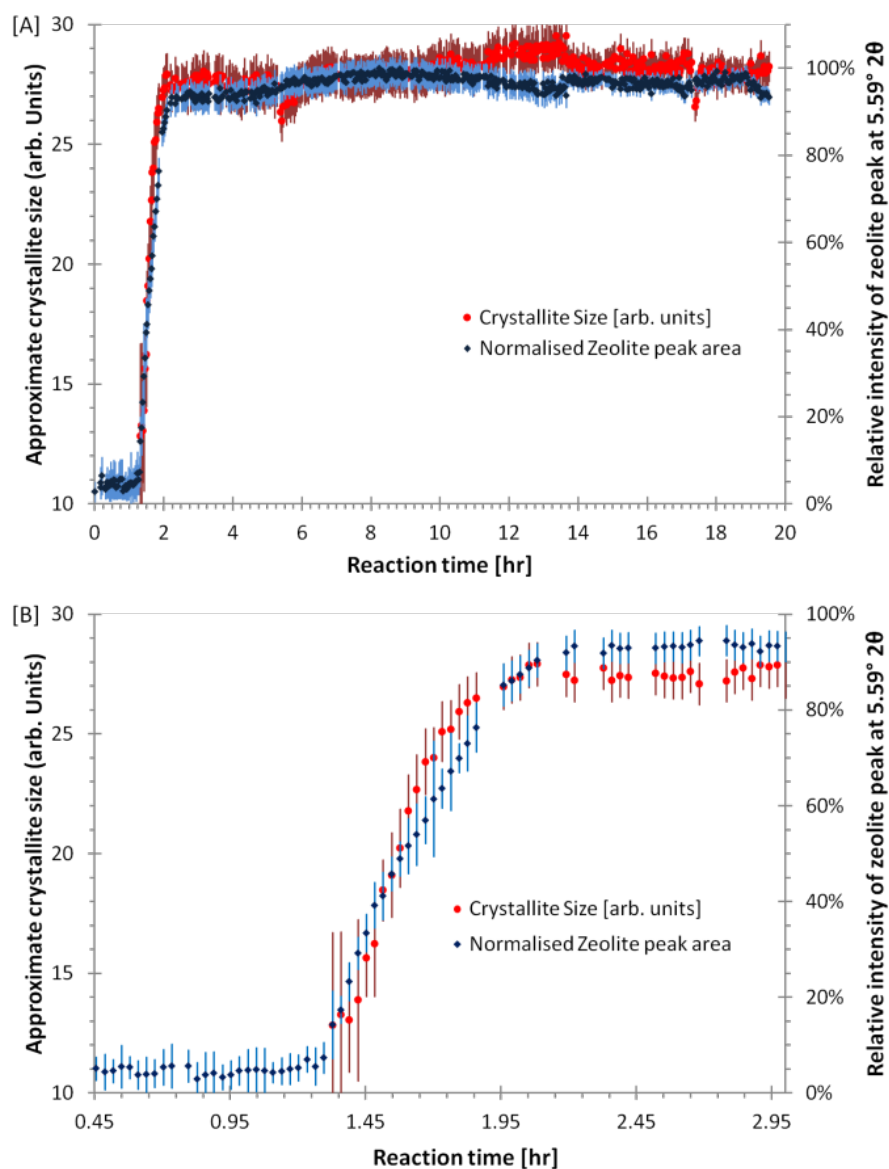 [A]
30
25
20
15
10
Approximate crystallite size (arb. Units)
100%
80%
60%
40%
20%
0%
Relative intensity of zeolite peak at 5.59° 2θ
Crystallite Size [arb. units]
Normalised Zeolite peak area
0 2 4 6 8 10 12 14 16 18 20
Reaction time [hr]
[B]
30
25
20
15
10
Approximate crystallite size (arb. Units)
100%
80%
60%
40%
20%
0%
Relative intensity of zeolite peak at 5.59° 2θ
Crystallite Size [arb. units]
Normalised Zeolite peak area
0.45 0.95 1.45 1.95 2.45 2.95
Reaction time [hr]